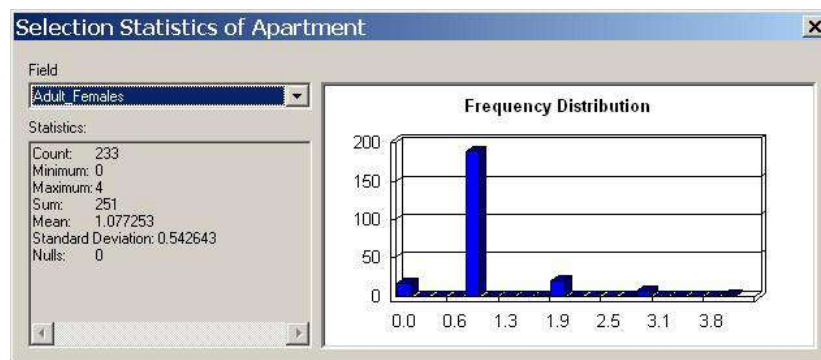 Selection Statistics of Apartment
Field
Adult_Females
Statistics:
Count: 233
Minimum: 0
Maximum: 4
Sum: 251
Mean: 1.077253
Standard Deviation: 0.542643
Nulls: 0
Frequency Distribution
200
150
100
50
0
0.0 0.6 1.3 1.9 2.5 3.1 3.8